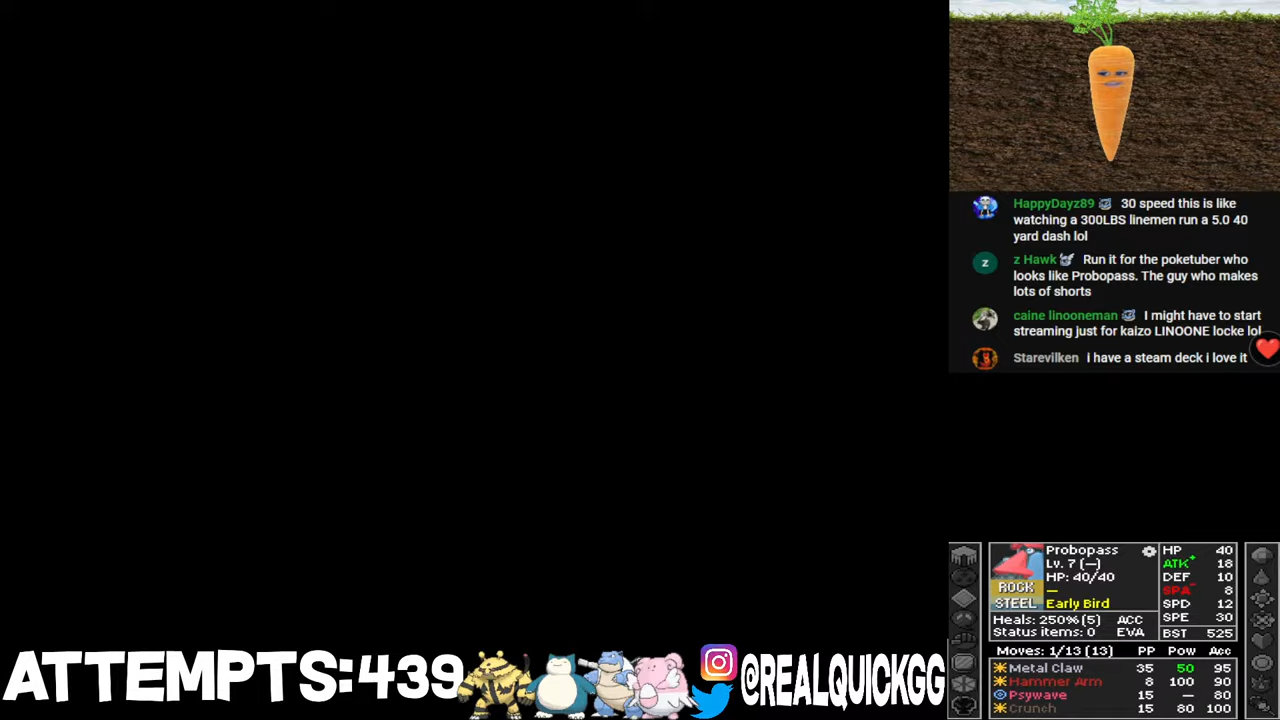 HappyDayz89 30 speed this is like
watching a 300LBS linemen run a 5.0 40
yard dash lol
z z Hawk Run it for the poketuber who
looks like Probopass. The guy who makes
lots of shorts
caine linooneman I might have to start
streaming just for kaizo LINOONE locke lol
Starevilken i have a steam deck i love it
Probopass
Lv. 7 (—)
HP: 40/40
—
Early Bird
ROCK
STEEL
HP 40
ATK+ 18
DEF 10
SPA- 8
SPD 12
SPE 30
BST 525
Heals: 250% (5) ACC
Status items: 0 EVA
Moves: 1/13 (13) PP Pow Acc
Metal Claw 35 50 95
Hammer Arm 8 100 90
Psywave 15 — 80
Crunch 15 80 100
ATTEMPTS:439
@REALQUICKGG